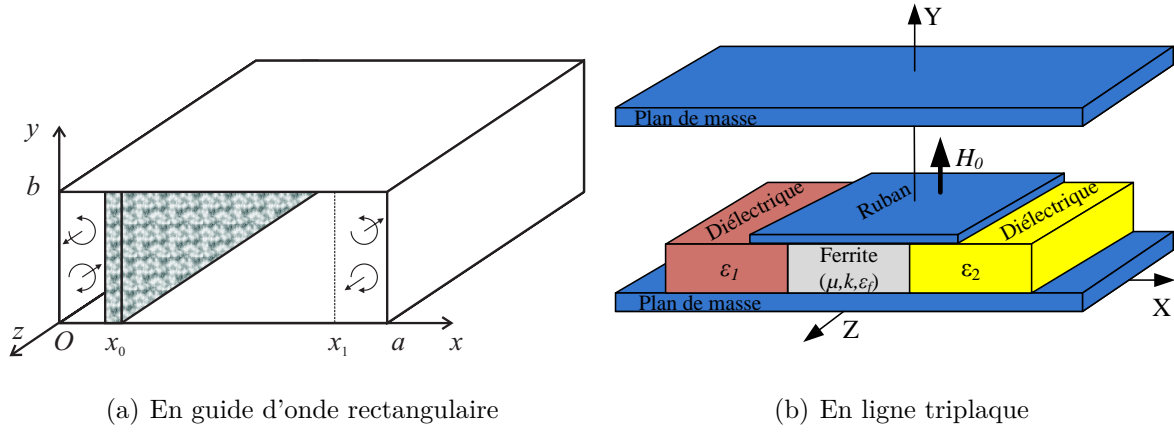 y
b
z
O
x₀
x₁
a
x
(a) En guide d'onde rectangulaire
Y
Plan de masse
H₀
Diélectrique
Ruban
Diélectrique
ε₁
Ferrite
(μ,k,ε_f)
ε₂
Plan de masse
X
Z
(b) En ligne triplaque